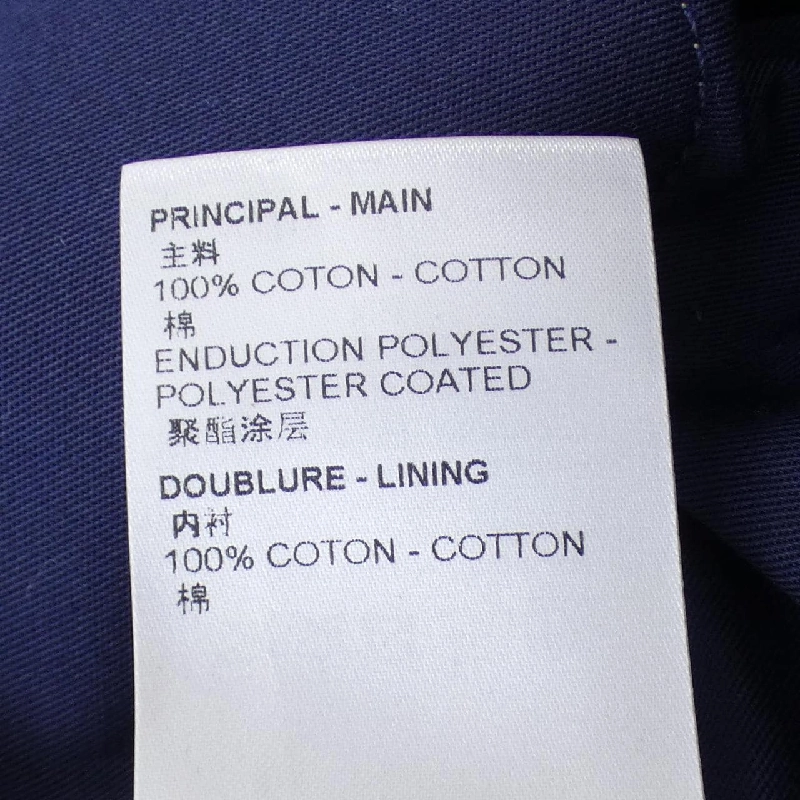 PRINCIPAL - MAIN
主料
100% COTON - COTTON
棉
ENDUCTION POLYESTER -
POLYESTER COATED
聚酯涂层
DOUBLURE - LINING
内衬
100% COTON - COTTON
棉